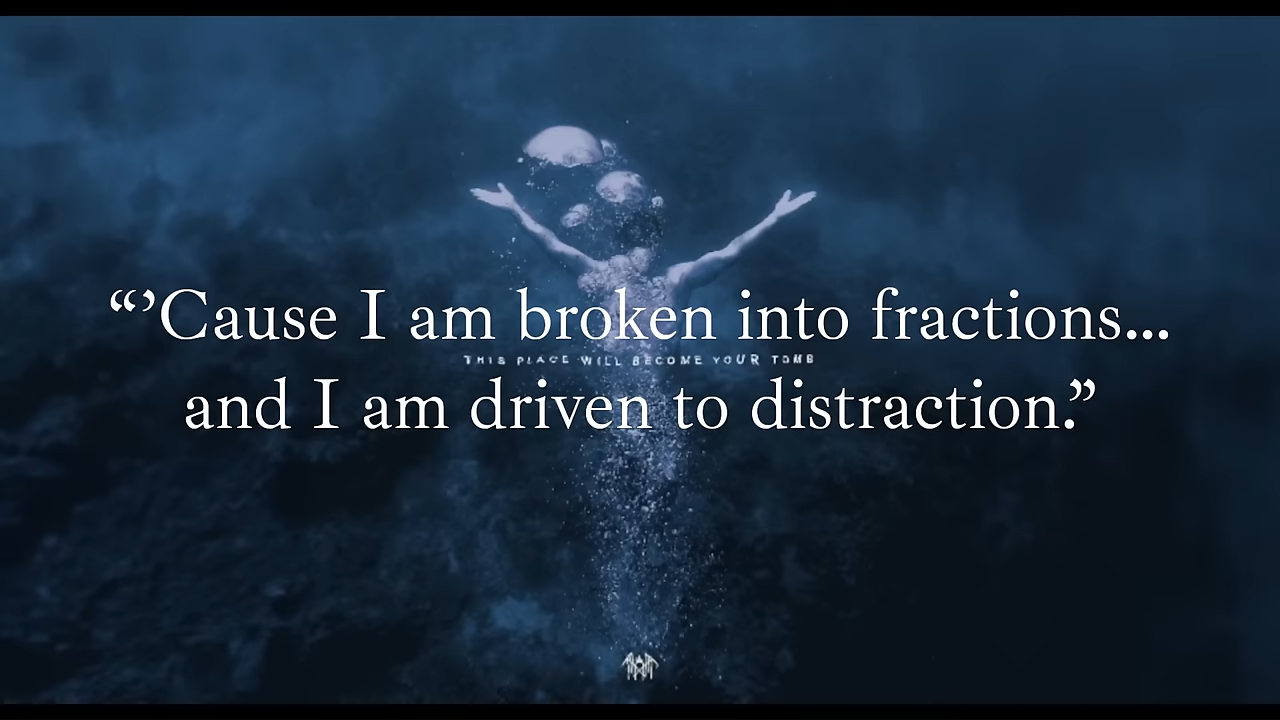 “’Cause I am broken into fractions...
THIS PLACE WILL BECOME YOUR TOMB
and I am driven to distraction.”